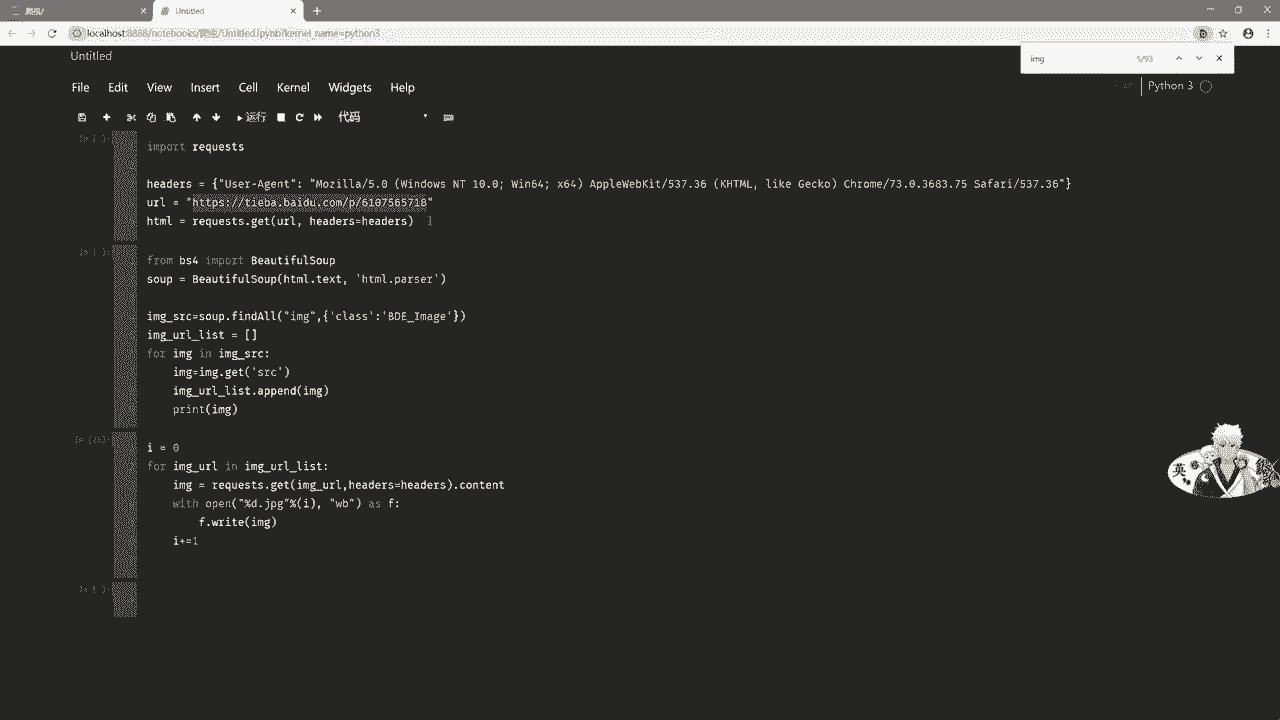 爬虫/
Untitled
localhost:8888/notebooks/爬虫/Untitled.ipynb?kernel_name=python3
img
5/93
Untitled
File Edit View Insert Cell Kernel Widgets Help
Python 3
运行
代码
import requests
headers = {"User-Agent": "Mozilla/5.0 (Windows NT 10.0; Win64; x64) AppleWebKit/537.36 (KHTML, like Gecko) Chrome/73.0.3683.75 Safari/537.36"}
url = "https://tieba.baidu.com/p/6107565718"
html = requests.get(url, headers=headers)
from bs4 import BeautifulSoup
soup = BeautifulSoup(html.text, 'html.parser')
img_src=soup.findAll("img",{'class':'BDE_Image'})
img_url_list = []
for img in img_src:
img=img.get('src')
img_url_list.append(img)
print(img)
i = 0
for img_url in img_url_list:
img = requests.get(img_url,headers=headers).content
with open("%d.jpg"%(i), "wb") as f:
f.write(img)
i+=1
英